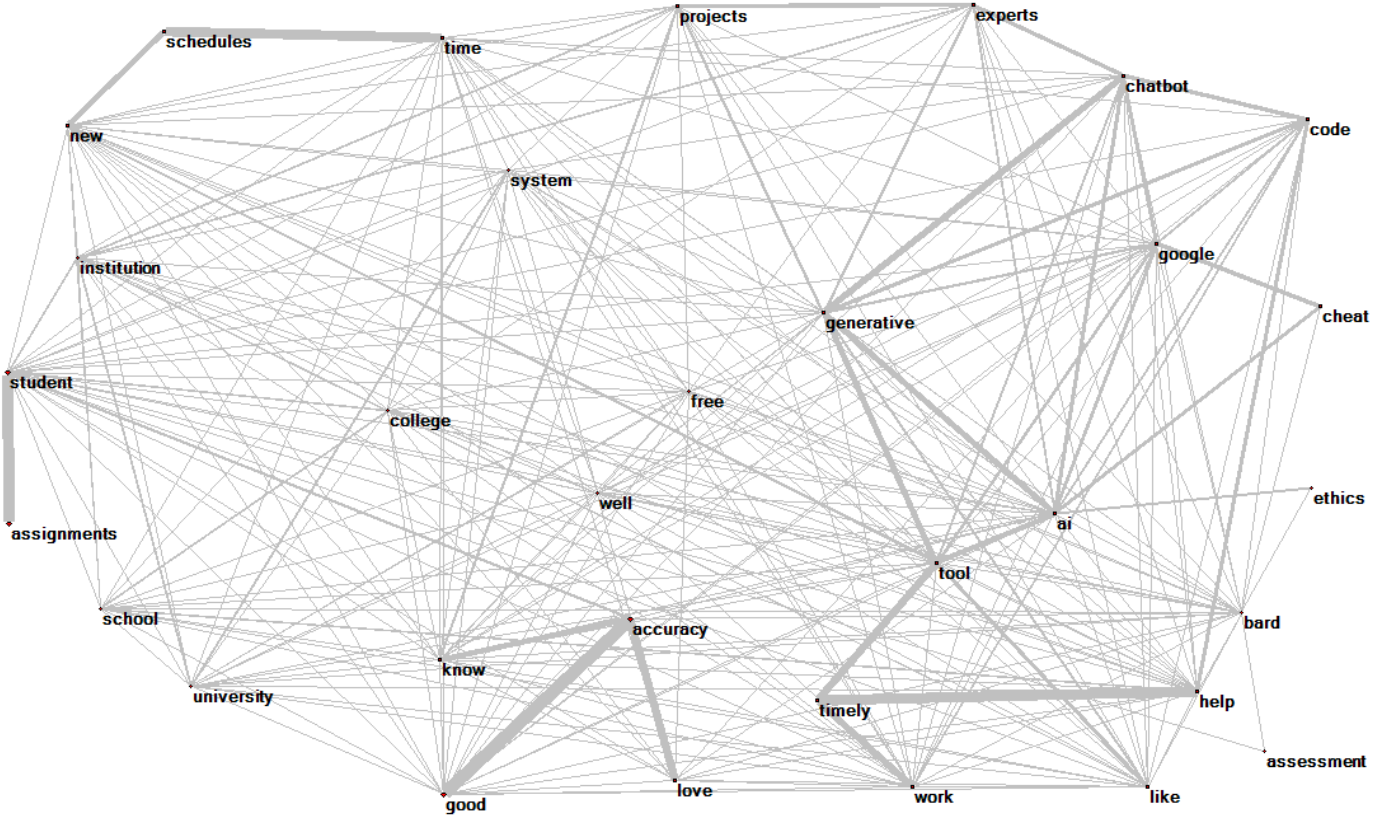 projects
experts
schedules
time
chatbot
code
new
system
google
institution
cheat
generative
student
free
college
ethics
well
ai
assignments
tool
school
accuracy
bard
know
university
help
timely
assessment
love
work
like
good